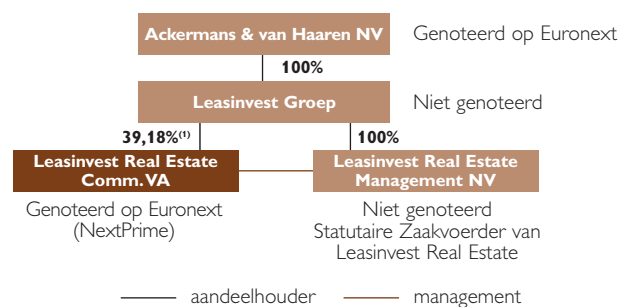 Ackermans & van Haaren NV
Genoteerd op Euronext
100%
Leasinvest Groep
Niet genoteerd
39,18%(1)
100%
Leasinvest Real Estate
Comm. VA
Leasinvest Real Estate
Management NV
Genoteerd op Euronext
(NextPrime)
Niet genoteerd
Statutaire Zaakvoerder van
Leasinvest Real Estate
aandeelhouder
management